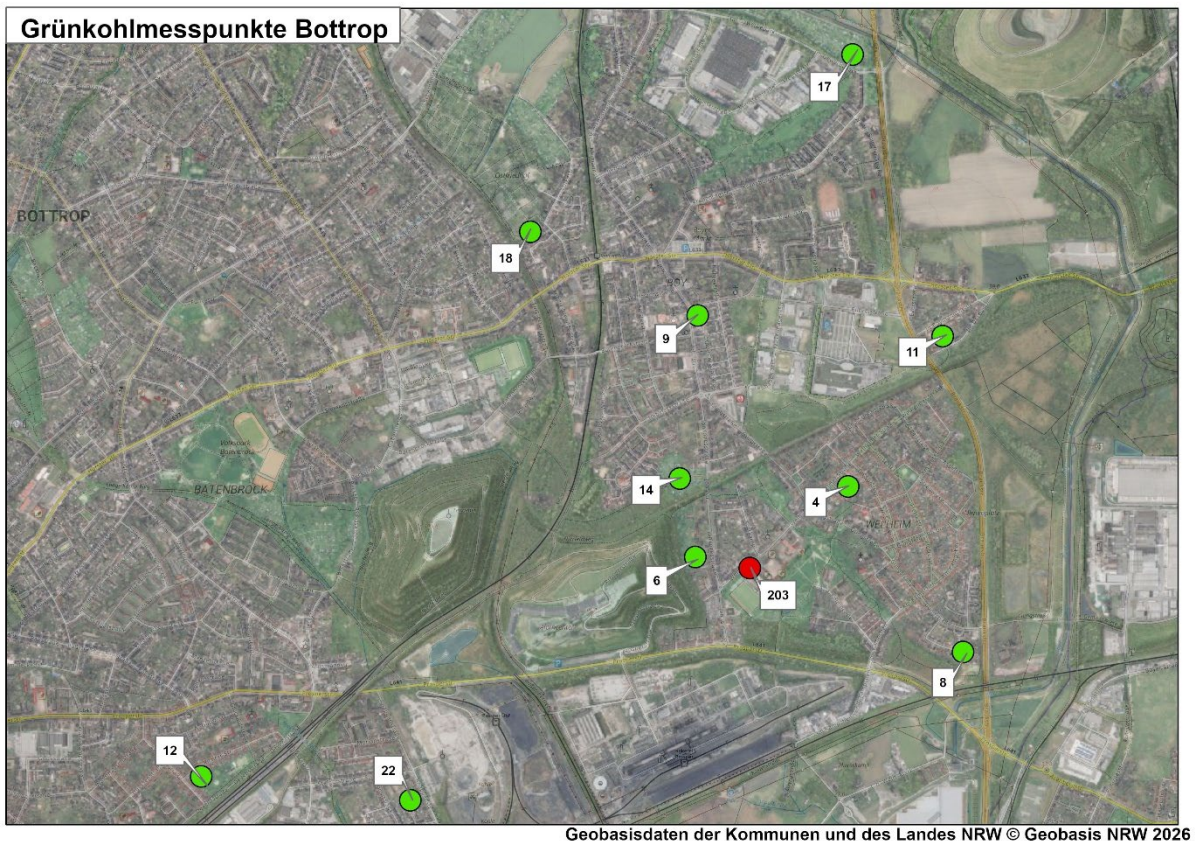 Grünkohlmesspunkte Bottrop
17
BOTTROP
18
9
11
14
4
BATENBROCK
WELHEIM
6
203
8
12
22
Geobasisdaten der Kommunen und des Landes NRW © Geobasis NRW 2026